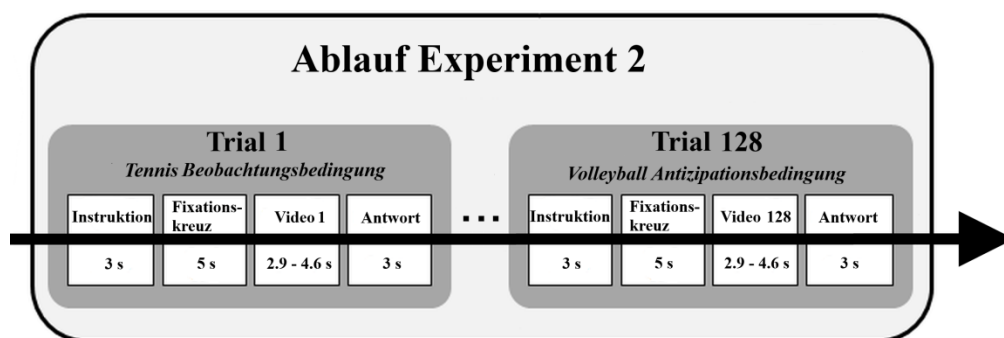 Ablauf Experiment 2
Trial 1
Tennis Beobachtungsbedingung
Instruktion
Fixations-
kreuz
Video 1
Antwort
3 s
5 s
2.9 - 4.6 s
3 s
...
Trial 128
Volleyball Antizipationsbedingung
Instruktion
Fixations-
kreuz
Video 128
Antwort
3 s
5 s
2.9 - 4.6 s
3 s